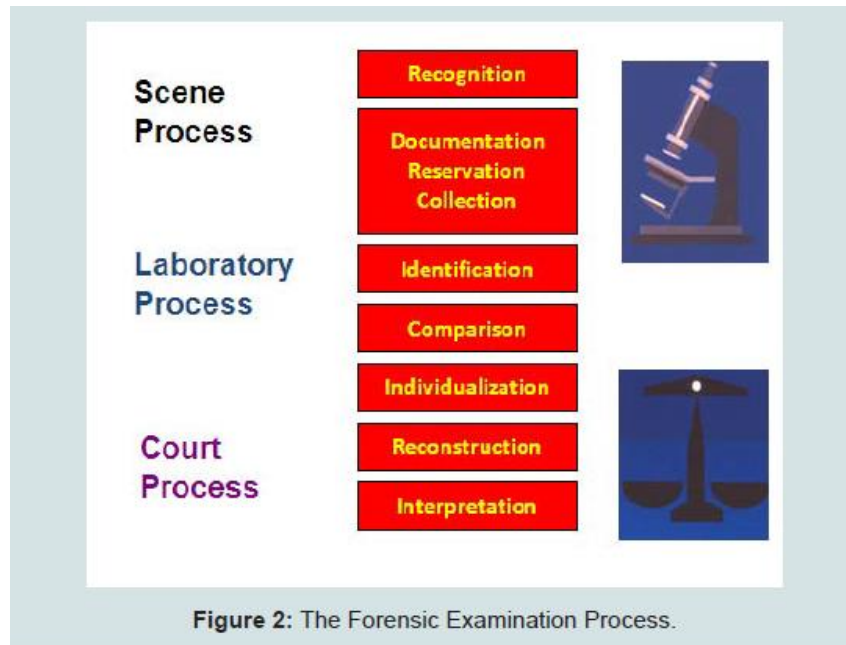 Scene
Process
Recognition
Documentation
Reservation
Collection
Laboratory
Process
Identification
Comparison
Individualization
Court
Process
Reconstruction
Interpretation
Figure 2: The Forensic Examination Process.